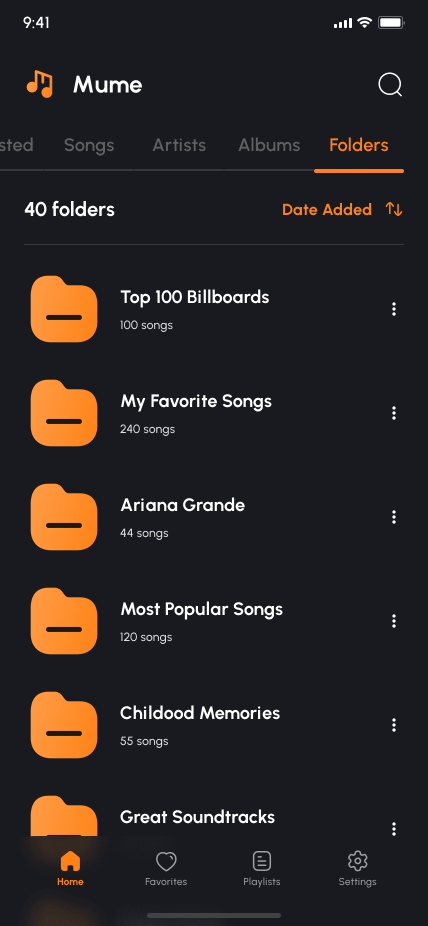 9:41
Mume
sted Songs Artists Albums Folders
40 folders Date Added
Top 100 Billboards
100 songs
My Favorite Songs
240 songs
Ariana Grande
44 songs
Most Popular Songs
120 songs
Childood Memories
55 songs
Great Soundtracks
Home Favorites Playlists Settings